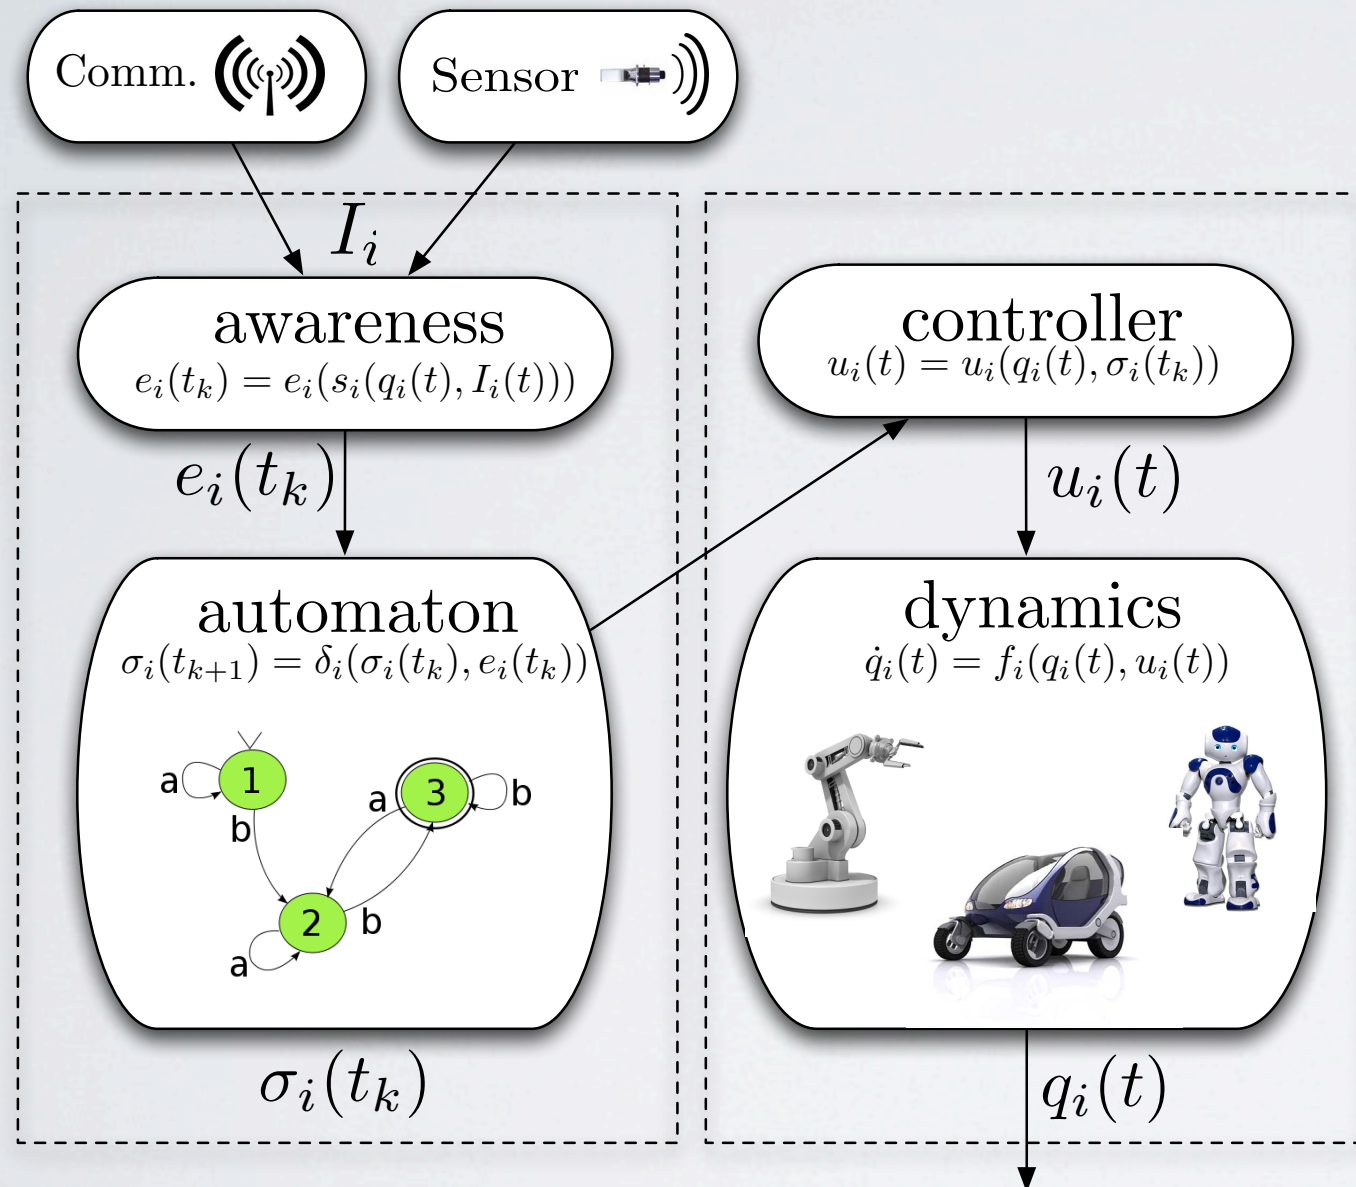 Comm.
Sensor
I_i
awareness
e_i(t_k) = e_i(s_i(q_i(t), I_i(t)))
e_i(t_k)
automaton
σ_i(t_{k+1}) = δ_i(σ_i(t_k), e_i(t_k))
1
a
b
3
a
b
2
a
b
σ_i(t_k)
controller
u_i(t) = u_i(q_i(t), σ_i(t_k))
u_i(t)
dynamics
q̇_i(t) = f_i(q_i(t), u_i(t))
q_i(t)